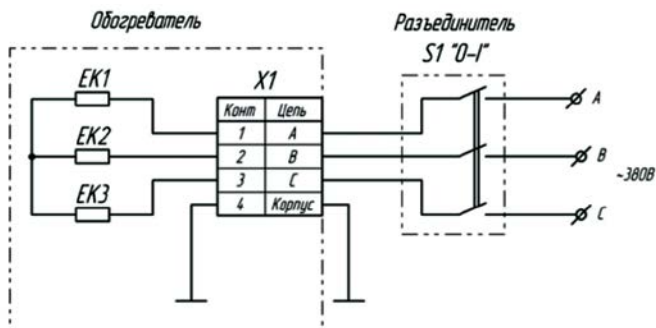 Обогреватель
Разъединитель
S1 "0-I"
EK1
EK2
EK3
X1
Конт Цепь
1 A
2 B
3 C
4 Корпус
A
B
C
~380В